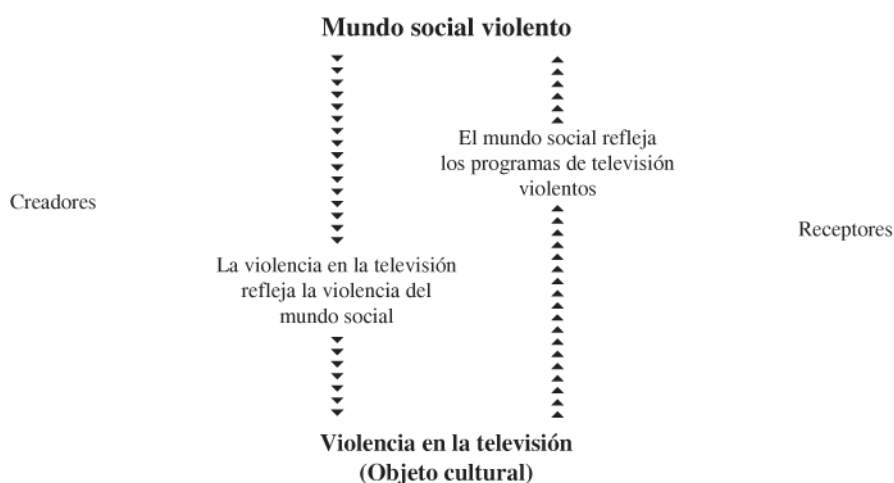 Mundo social violento
El mundo social refleja
los programas de televisión
violentos
Creadores
Receptores
La violencia en la televisión
refleja la violencia del
mundo social
Violencia en la televisión
(Objeto cultural)